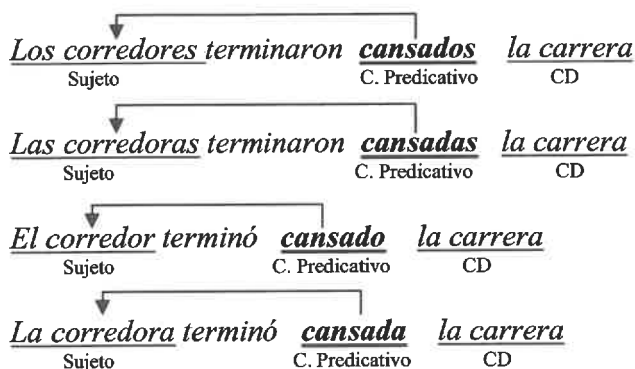 Los corredores terminaron cansados la carrera
Sujeto C. Predicativo CD
Las corredoras terminaron cansadas la carrera
Sujeto C. Predicativo CD
El corredor terminó cansado la carrera
Sujeto C. Predicativo CD
La corredora terminó cansada la carrera
Sujeto C. Predicativo CD